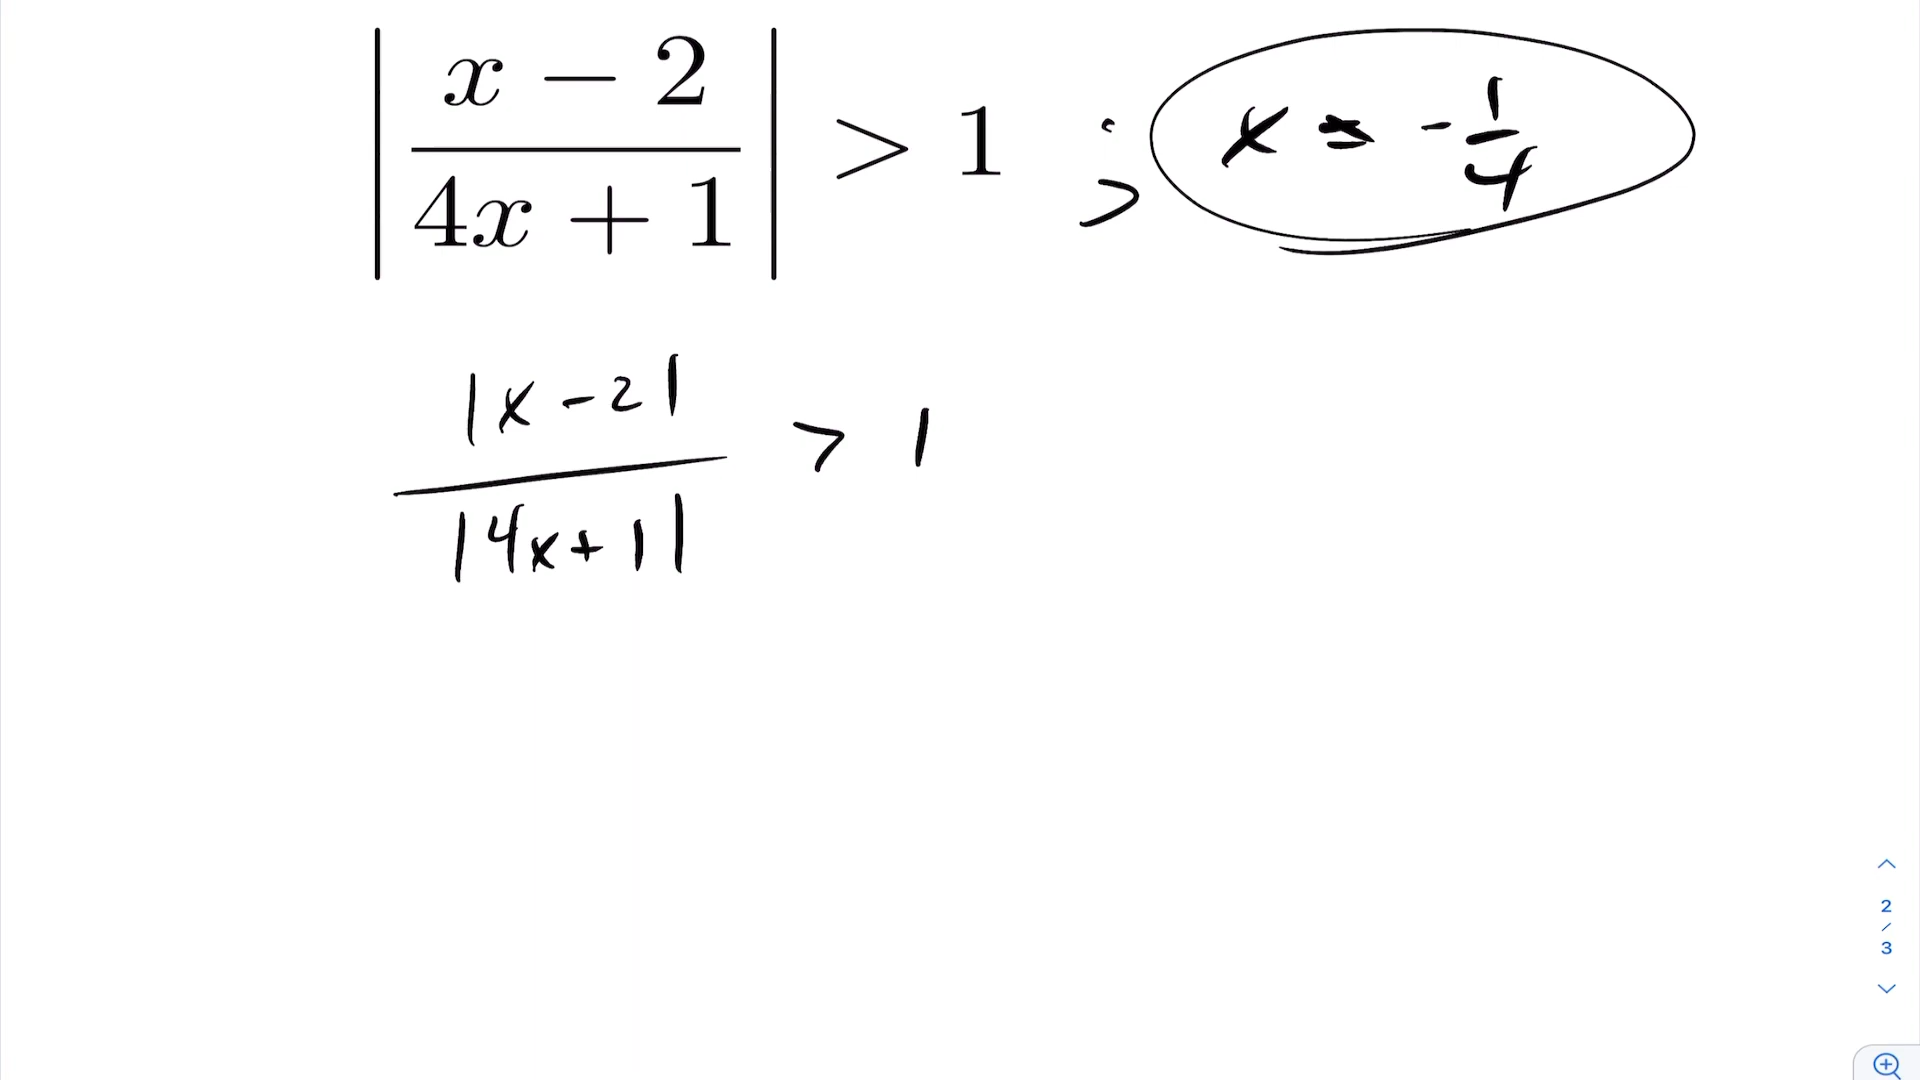 |x − 2 / 4x + 1| > 1 ; x = -1/4
|x-2| / |4x+1| > 1
2
/
3